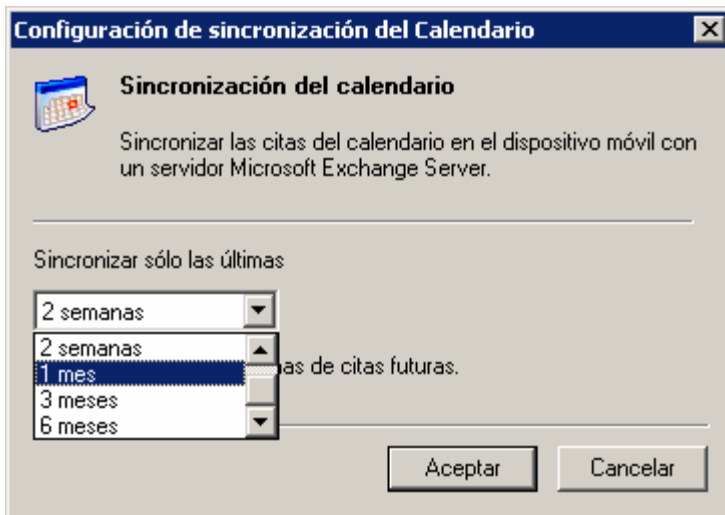 Configuración de sincronización del Calendario
Sincronización del calendario
Sincronizar las citas del calendario en el dispositivo móvil con
un servidor Microsoft Exchange Server.
Sincronizar sólo las últimas
2 semanas
2 semanas
1 mes
de citas futuras.
3 meses
6 meses
Aceptar
Cancelar